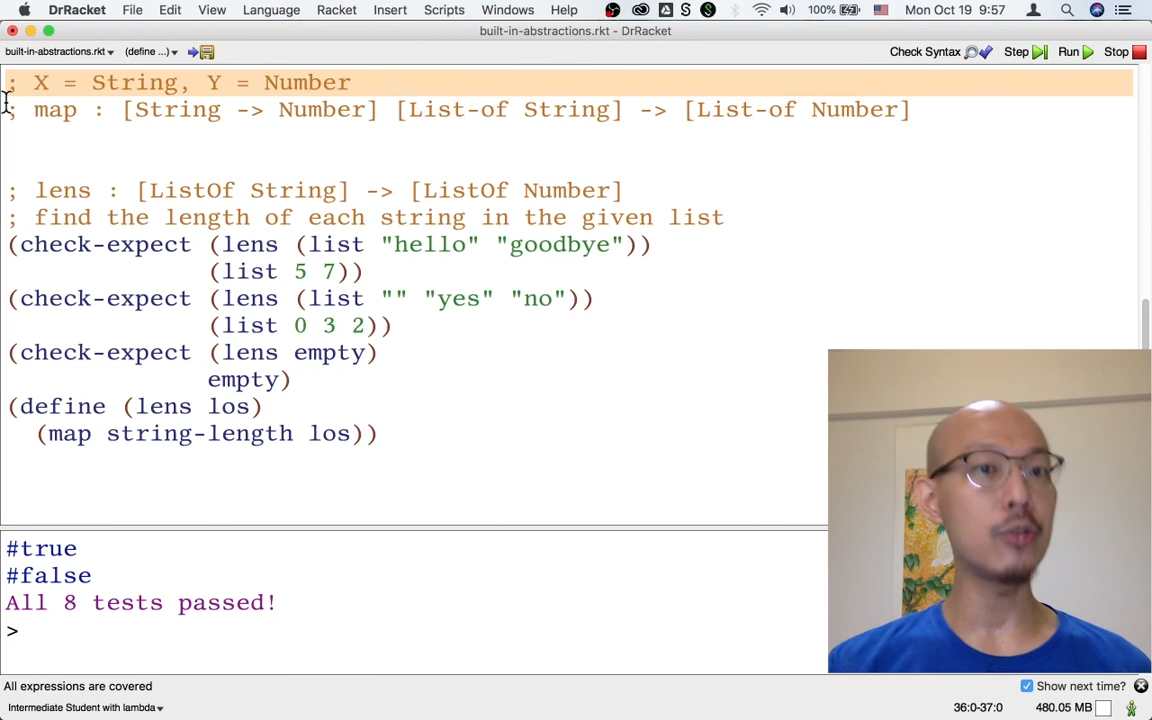 DrRacket File Edit View Language Racket Insert Scripts Windows Help 100% Mon Oct 19 9:57
built-in-abstractions.rkt - DrRacket
built-in-abstractions.rkt (define ...) Check Syntax Step Run Stop
; X = String, Y = Number
; map : [String -> Number] [List-of String] -> [List-of Number]
; lens : [ListOf String] -> [ListOf Number]
; find the length of each string in the given list
(check-expect (lens (list "hello" "goodbye"))
(list 5 7))
(check-expect (lens (list "" "yes" "no"))
(list 0 3 2))
(check-expect (lens empty)
empty)
(define (lens los)
(map string-length los))
#true
#false
All 8 tests passed!
>
All expressions are covered Show next time?
Intermediate Student with lambda 36:0-37:0 480.05 MB